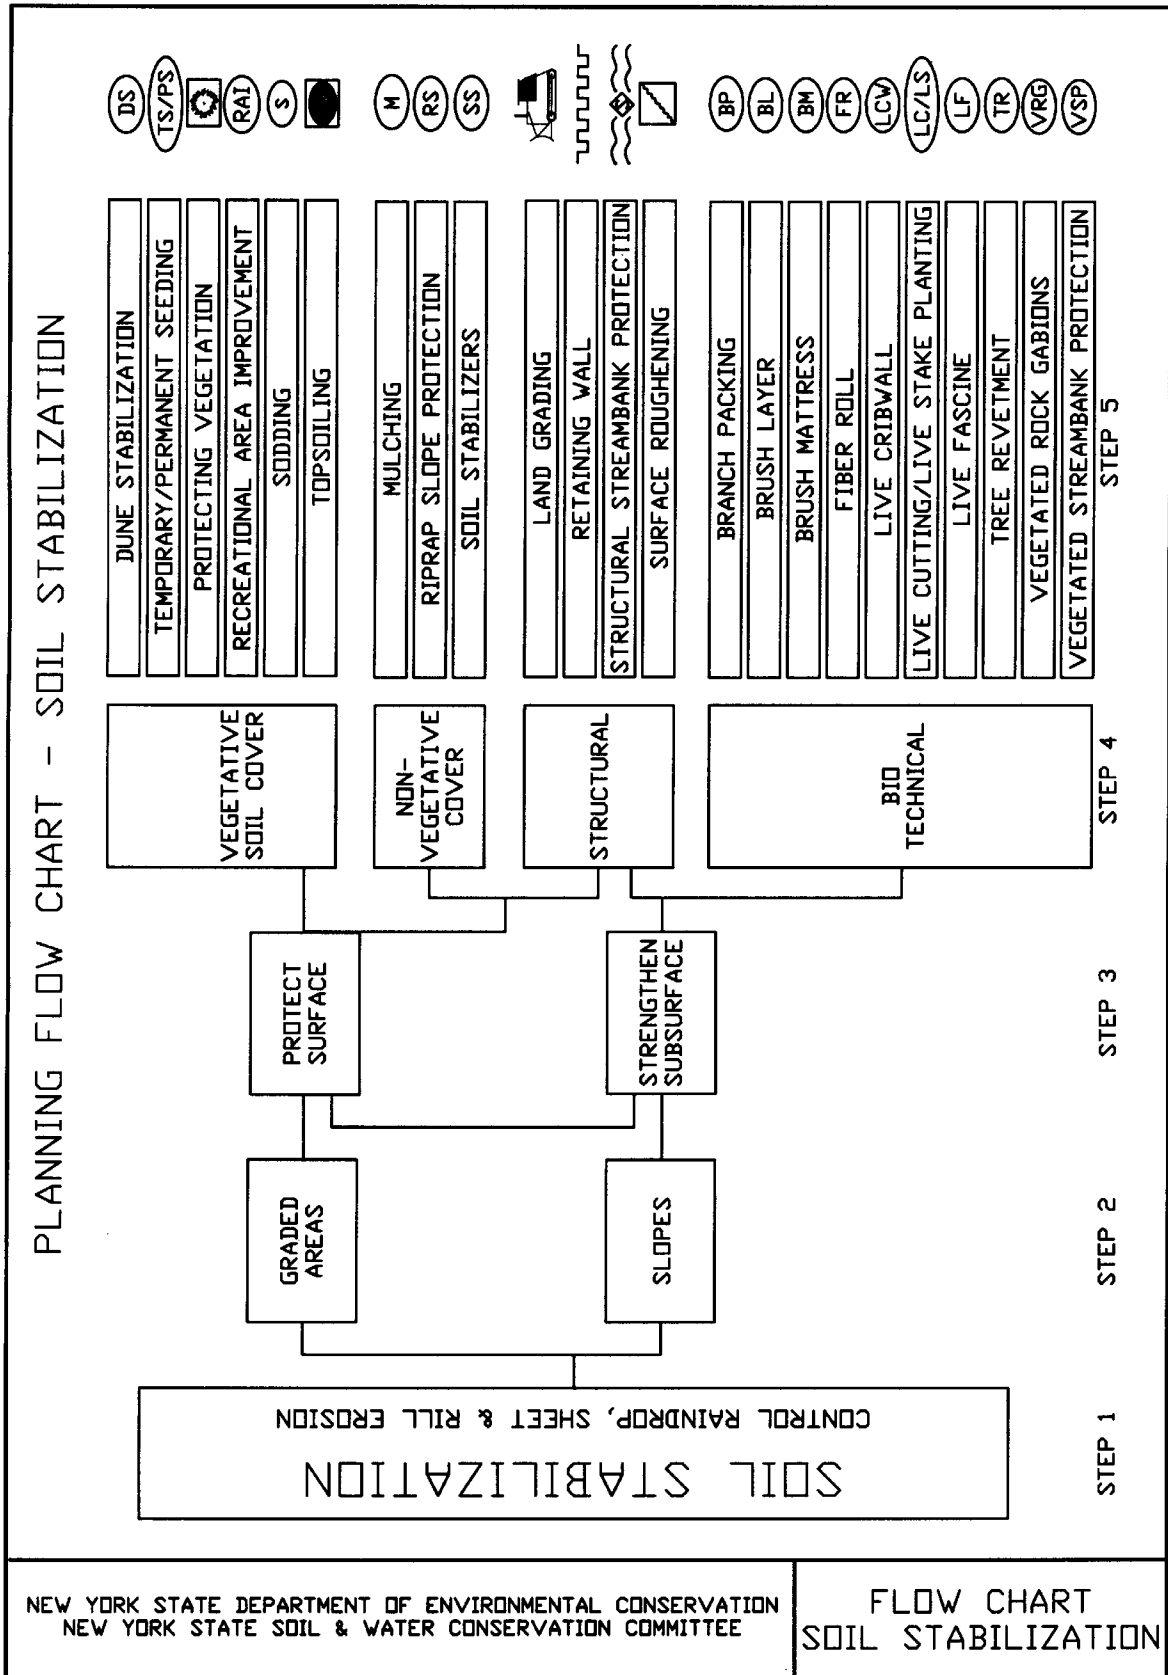 PLANNING FLOW CHART - SOIL STABILIZATION
SOIL STABILIZATION
CONTROL RAINDROP, SHEET & RILL EROSION
STEP 1
GRADED
AREAS
SLOPES
STEP 2
PROTECT
SURFACE
STRENGTHEN
SUBSURFACE
STEP 3
VEGETATIVE
SOIL COVER
NON-
VEGETATIVE
COVER
STRUCTURAL
BIO
TECHNICAL
STEP 4
DUNE STABILIZATION DS
TEMPORARY/PERMANENT SEEDING TS/PS
PROTECTING VEGETATION
RECREATIONAL AREA IMPROVEMENT RAI
SODDING S
TOPSOILING
MULCHING M
RIPRAP SLOPE PROTECTION RS
SOIL STABILIZERS SS
LAND GRADING
RETAINING WALL
STRUCTURAL STREAMBANK PROTECTION S
SURFACE ROUGHENING
BRANCH PACKING BP
BRUSH LAYER BL
BRUSH MATTRESS BM
FIBER ROLL FR
LIVE CRIBWALL LCW
LIVE CUTTING/LIVE STAKE PLANTING LC/LS
LIVE FASCINE LF
TREE REVETMENT TR
VEGETATED ROCK GABIONS VRG
VEGETATED STREAMBANK PROTECTION VSP
STEP 5
NEW YORK STATE DEPARTMENT OF ENVIRONMENTAL CONSERVATION
NEW YORK STATE SOIL & WATER CONSERVATION COMMITTEE
FLOW CHART
SOIL STABILIZATION